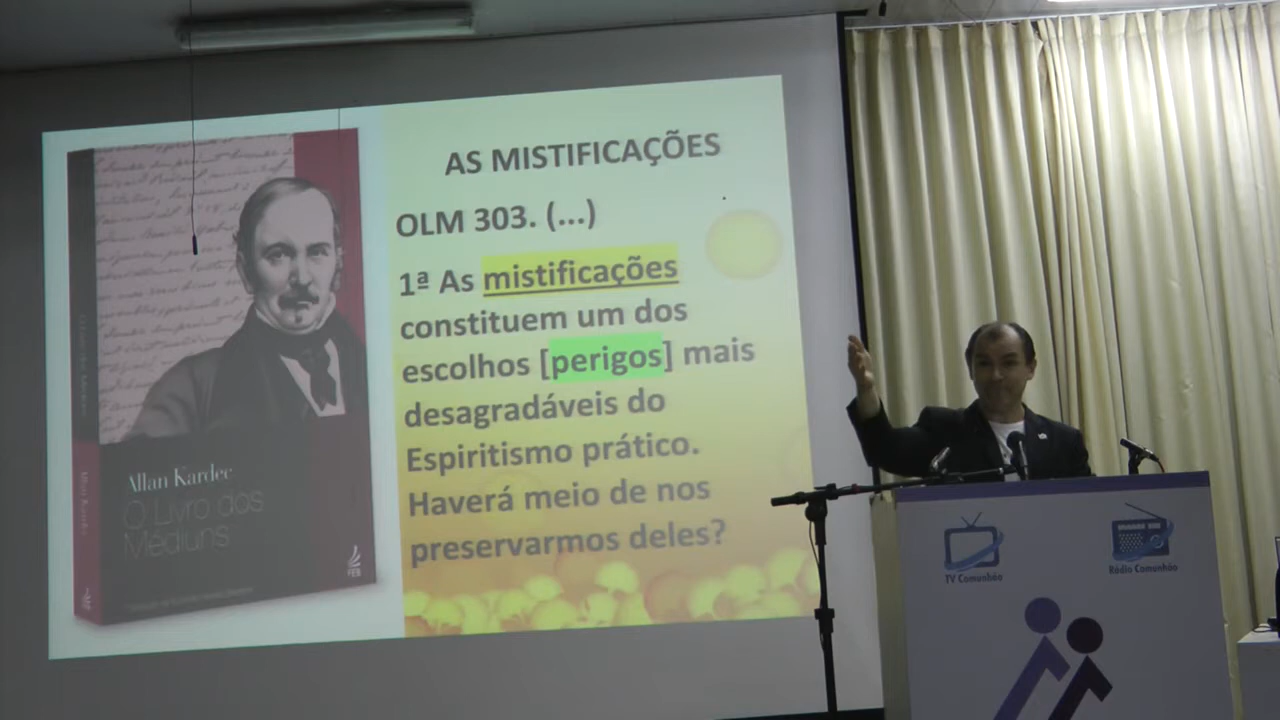 AS MISTIFICAÇÕES
OLM 303. (...)
1ª As mistificações
constituem um dos
escolhos [perigos] mais
desagradáveis do
Espiritismo prático.
Haverá meio de nos
preservarmos deles?
Allan Kardec
O Livro dos
Médiuns
FEB
TV Comunhão
Rádio Comunhão